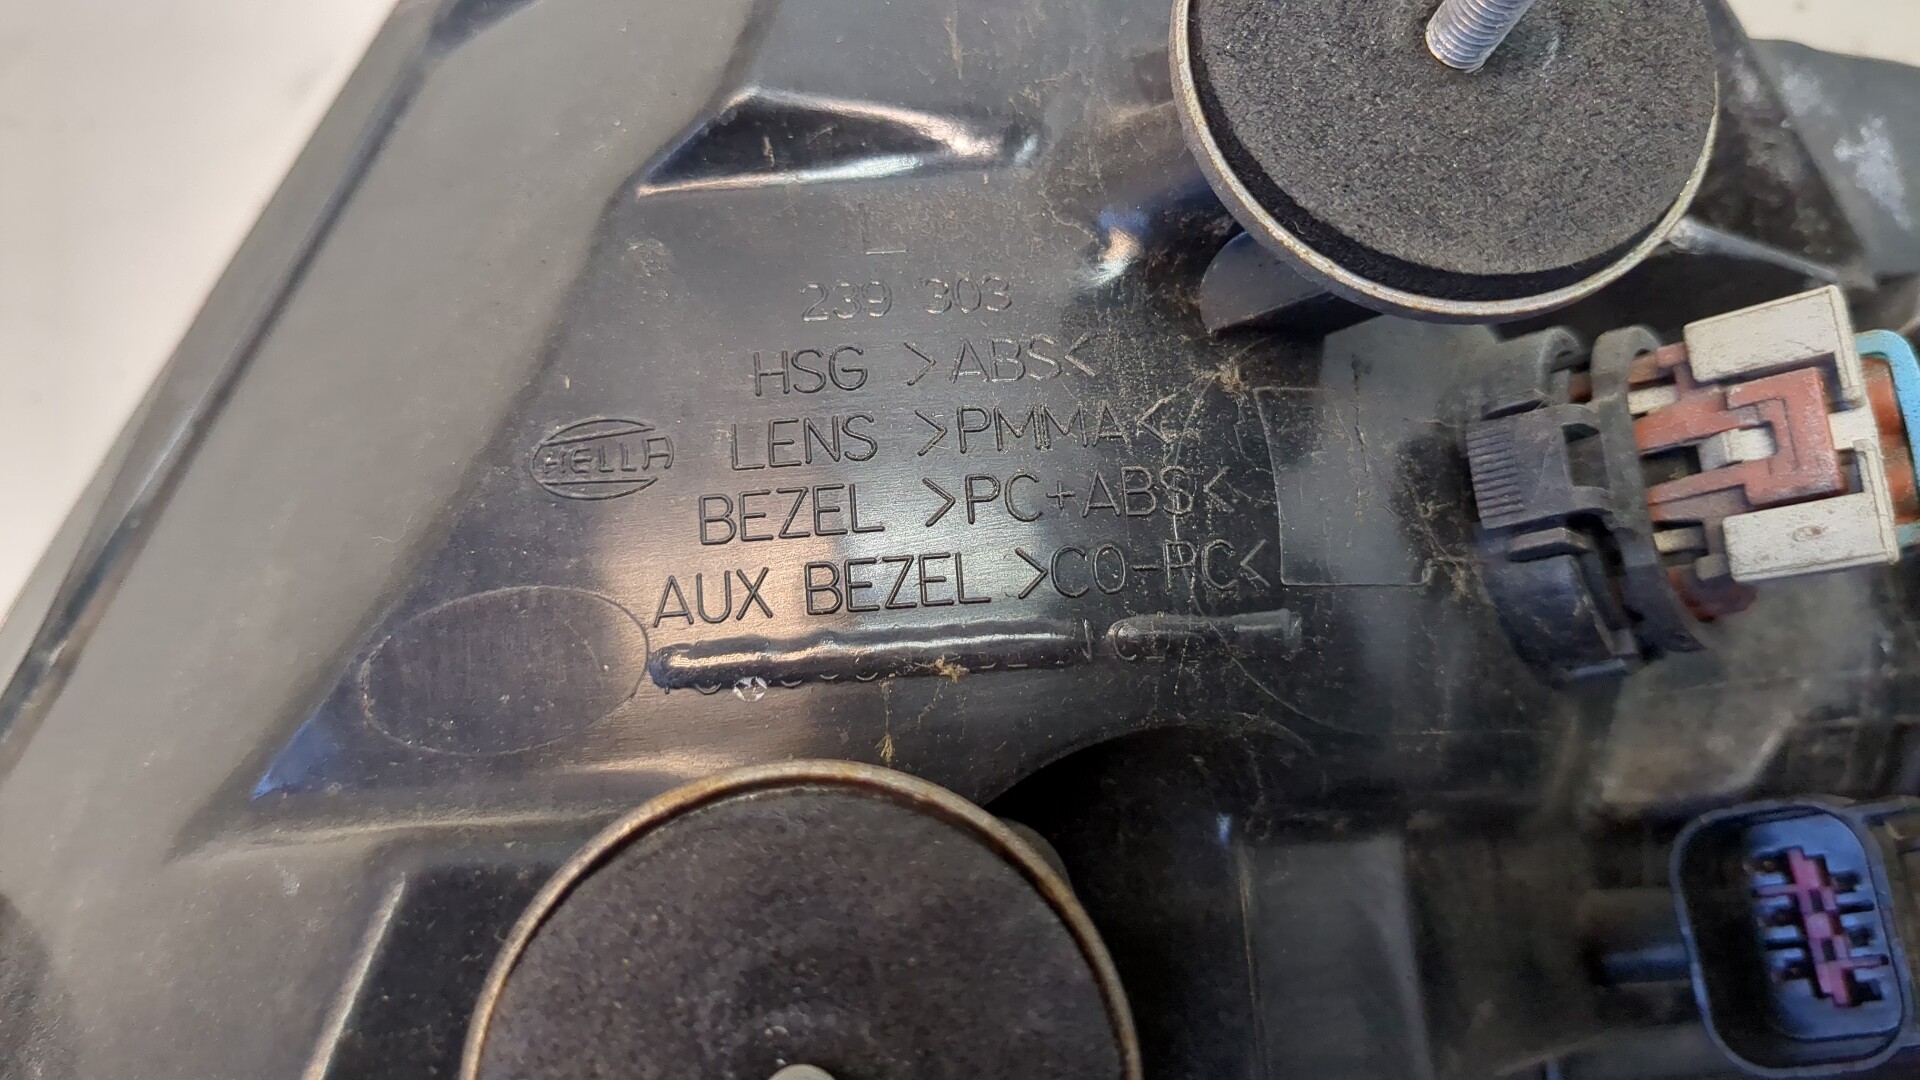 L
239 303
HSG >ABS<
HELLA
LENS >PMMA<
BEZEL >PC+ABS<
AUX BEZEL >CO-PC<